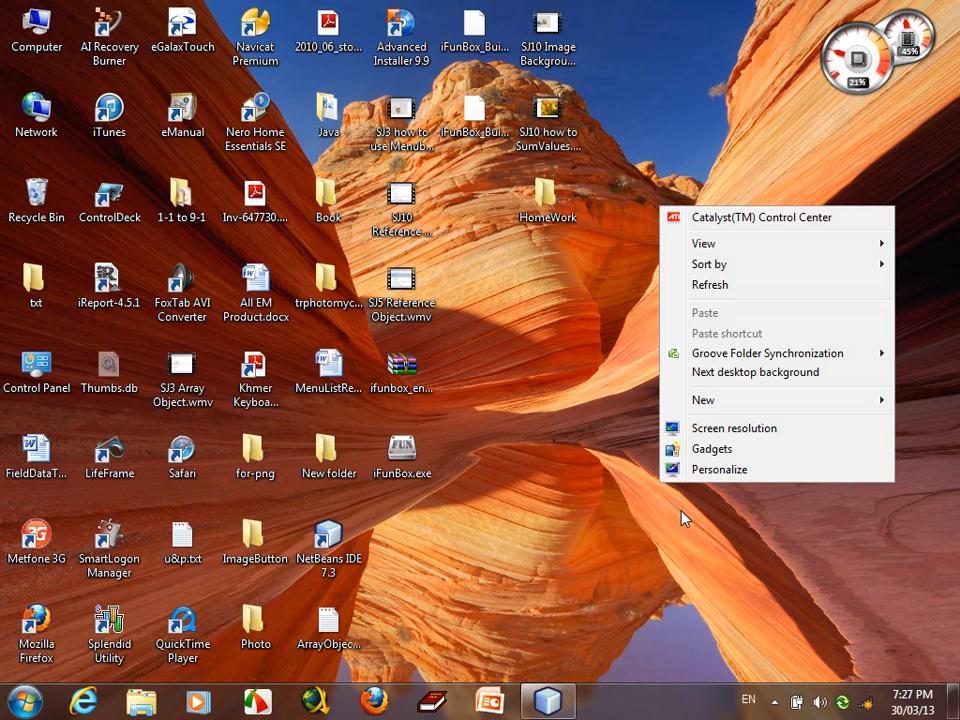 Computer
AI Recovery
Burner
eGalaxTouch
Navicat
Premium
2010_06_sto...
Advanced
Installer 9.9
iFunBox_Bui...
SJ10 Image
Backgrou...
21%
45%
Network
iTunes
eManual
Nero Home
Essentials SE
Java
SJ3 how to
use Menub...
iFunBox_Bui...
SJ10 how to
SumValues....
Recycle Bin
ControlDeck
1-1 to 9-1
Inv-647730....
Book
SJ10
Reference ...
HomeWork
txt
iReport-4.5.1
FoxTab AVI
Converter
All EM
Product.docx
trphotomyc...
SJ5 Reference
Object.wmv
Control Panel
Thumbs.db
SJ3 Array
Object.wmv
Khmer
Keyboa...
MenuListRe...
ifunbox_en...
FieldDataT...
LifeFrame
Safari
for-png
New folder
FUN
iFunBox.exe
3G
Metfone 3G
SmartLogon
Manager
u&p.txt
ImageButton
NetBeans IDE
7.3
Mozilla
Firefox
Splendid
Utility
QuickTime
Player
Photo
ArrayObjec...
ATI
Catalyst(TM) Control Center
View
Sort by
Refresh
Paste
Paste shortcut
Groove Folder Synchronization
Next desktop background
New
Screen resolution
Gadgets
Personalize
EN
7:27 PM
30/03/13